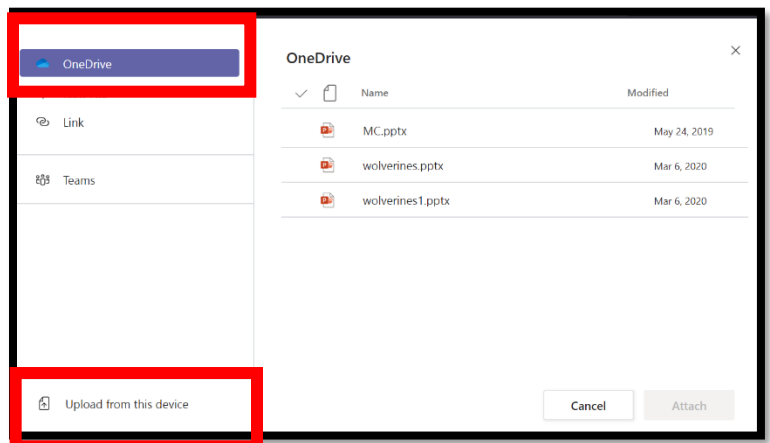 OneDrive
Link
Teams
Upload from this device
OneDrive
Name Modified
MC.pptx May 24, 2019
wolverines.pptx Mar 6, 2020
wolverines1.pptx Mar 6, 2020
Cancel Attach